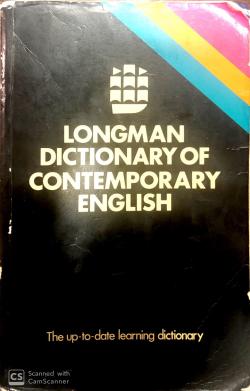 LONGMAN
DICTIONARY OF
CONTEMPORARY
ENGLISH
The up-to-date learning dictionary
CS
Scanned with
CamScanner